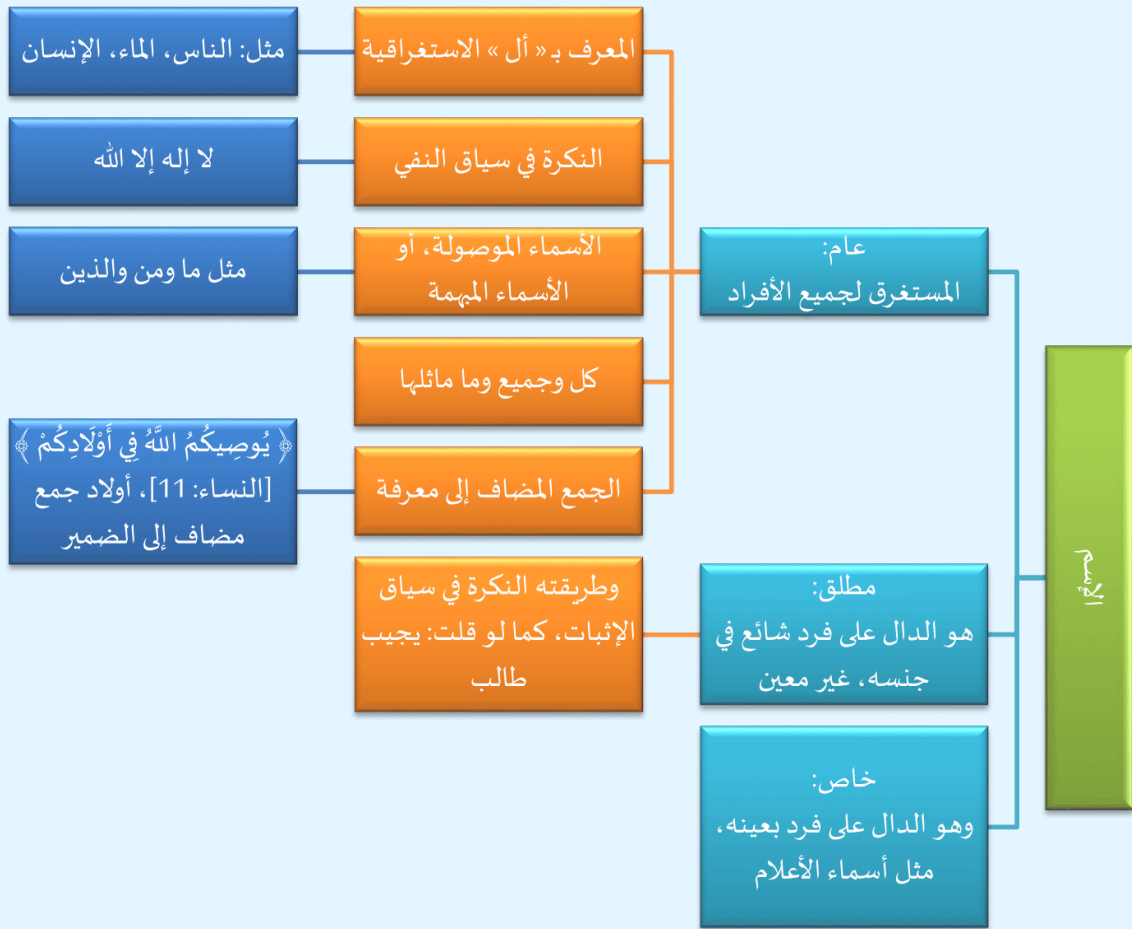 الإسم
عام:
المستغرق لجميع الأفراد
المعرف بـ « أل » الاستغراقية
مثل: الناس، الماء، الإنسان
النكرة في سياق النفي
لا إله إلا الله
الأسماء الموصولة، أو
الأسماء المبهمة
مثل ما ومن والذين
كل وجميع وما ماثلها
الجمع المضاف إلى معرفة
﴿ يُوصِيكُمُ اللَّهُ فِي أَوْلَادِكُمْ ﴾
[النساء: 11]، أولاد جمع
مضاف إلى الضمير
مطلق:
هو الدال على فرد شائع في
جنسه، غير معين
وطريقته النكرة في سياق
الإثبات، كما لو قلت: يجيب
طالب
خاص:
وهو الدال على فرد بعينه،
مثل أسماء الأعلام